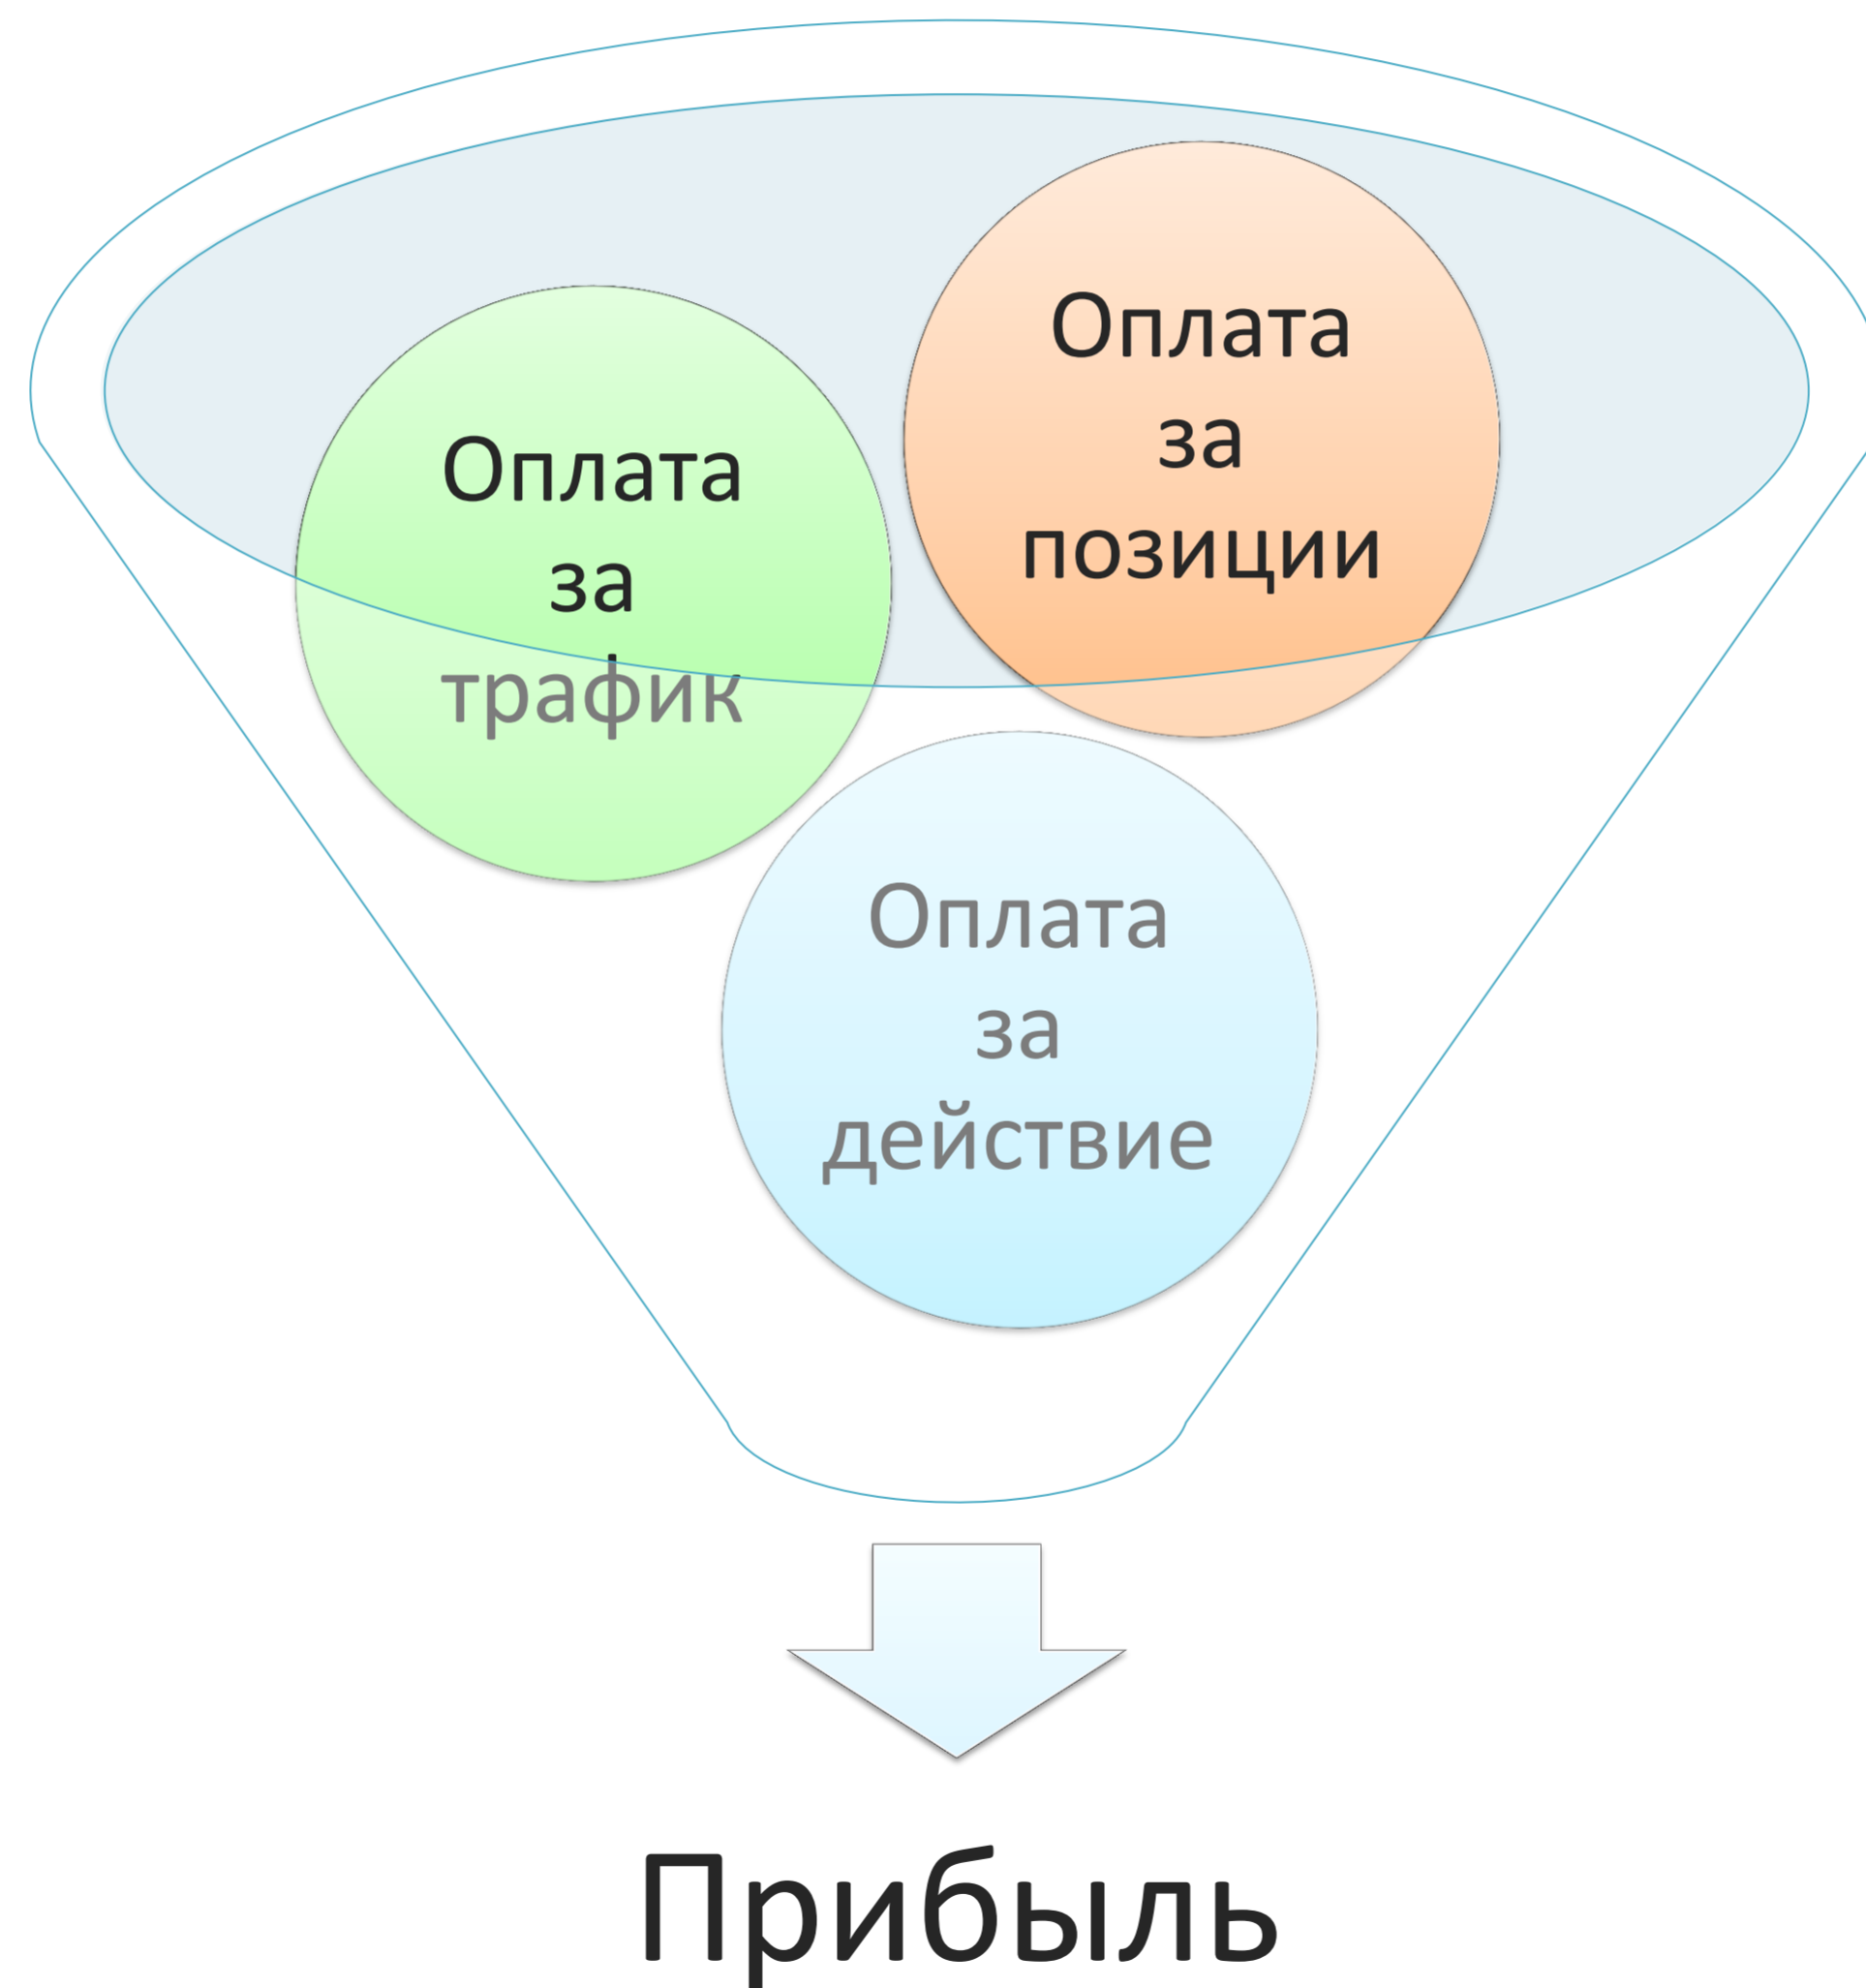 Оплата
за
трафик
Оплата
за
позиции
Оплата
за
действие
Прибыль